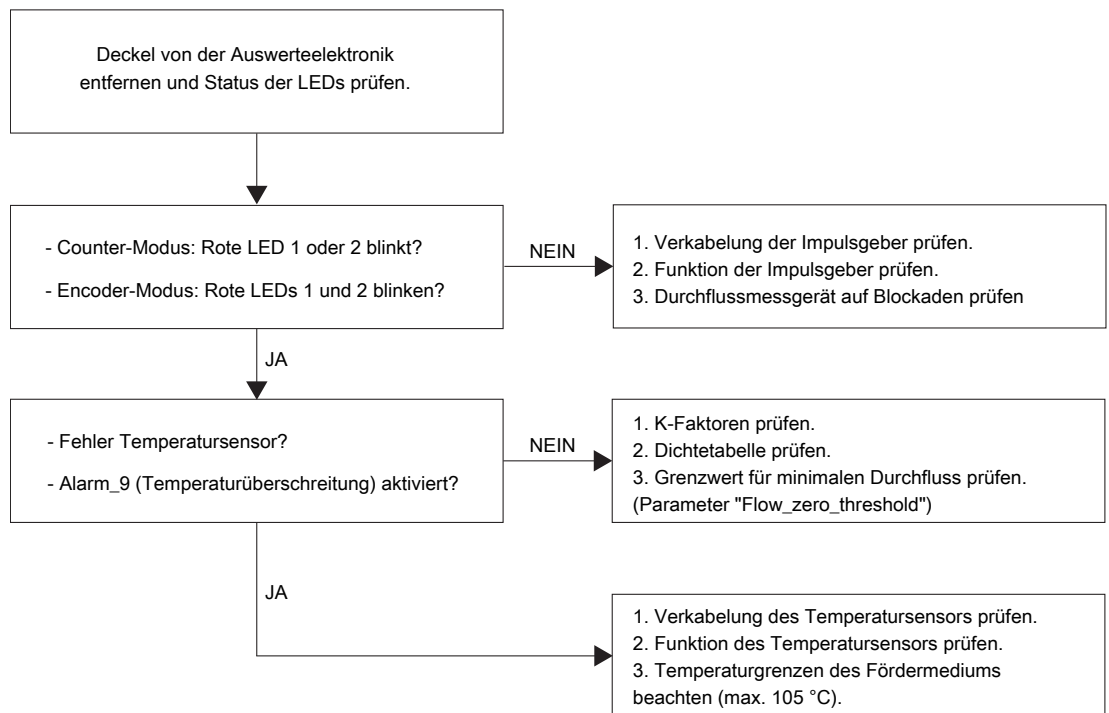 Deckel von der Auswerteelektronik
entfernen und Status der LEDs prüfen.
- Counter-Modus: Rote LED 1 oder 2 blinkt?
- Encoder-Modus: Rote LEDs 1 und 2 blinken?
NEIN
1. Verkabelung der Impulsgeber prüfen.
2. Funktion der Impulsgeber prüfen.
3. Durchflussmessgerät auf Blockaden prüfen
JA
- Fehler Temperatursensor?
- Alarm_9 (Temperaturüberschreitung) aktiviert?
NEIN
1. K-Faktoren prüfen.
2. Dichtetabelle prüfen.
3. Grenzwert für minimalen Durchfluss prüfen.
(Parameter "Flow_zero_threshold")
JA
1. Verkabelung des Temperatursensors prüfen.
2. Funktion des Temperatursensors prüfen.
3. Temperaturgrenzen des Fördermediums
beachten (max. 105 °C).